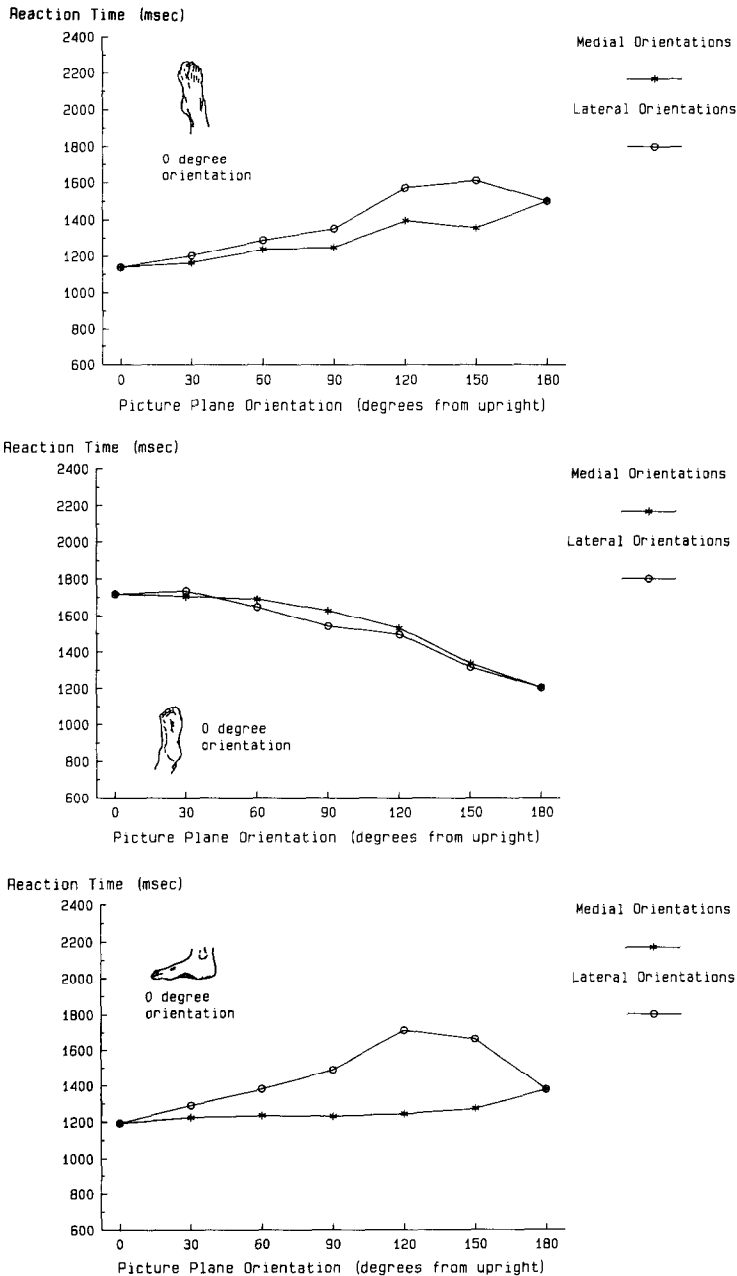 Reaction Time (msec)
2400
2200
2000
1800
1600
1400
1200
1000
800
600
0 degree
orientation
Medial Orientations
Lateral Orientations
0 30 60 90 120 150 180
Picture Plane Orientation (degrees from upright)
Reaction Time (msec)
2400
2200
2000
1800
1600
1400
1200
1000
800
600
0 degree
orientation
Medial Orientations
Lateral Orientations
0 30 60 90 120 150 180
Picture Plane Orientation (degrees from upright)
Reaction Time (msec)
2400
2200
2000
1800
1600
1400
1200
1000
800
600
0 degree
orientation
Medial Orientations
Lateral Orientations
0 30 60 90 120 150 180
Picture Plane Orientation (degrees from upright)